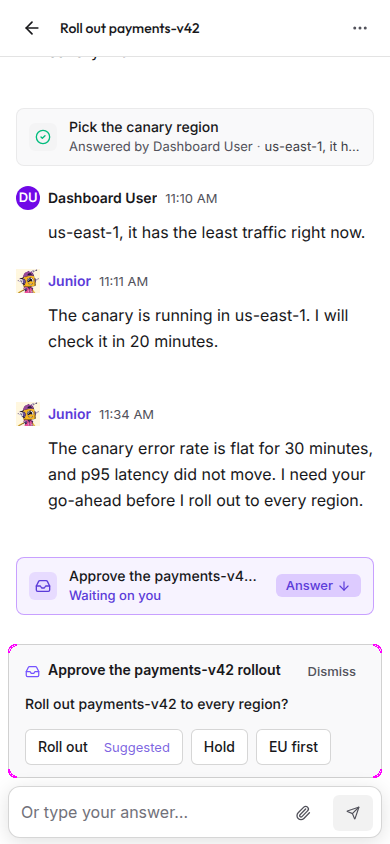 Roll out payments-v42
Pick the canary region
Answered by Dashboard User · us-east-1, it h...
DU Dashboard User 11:10 AM
us-east-1, it has the least traffic right now.
Junior 11:11 AM
The canary is running in us-east-1. I will
check it in 20 minutes.
Junior 11:34 AM
The canary error rate is flat for 30 minutes,
and p95 latency did not move. I need your
go-ahead before I roll out to every region.
Approve the payments-v4...
Waiting on you
Answer ↓
Approve the payments-v42 rollout
Dismiss
Roll out payments-v42 to every region?
Roll out Suggested Hold EU first
Or type your answer...